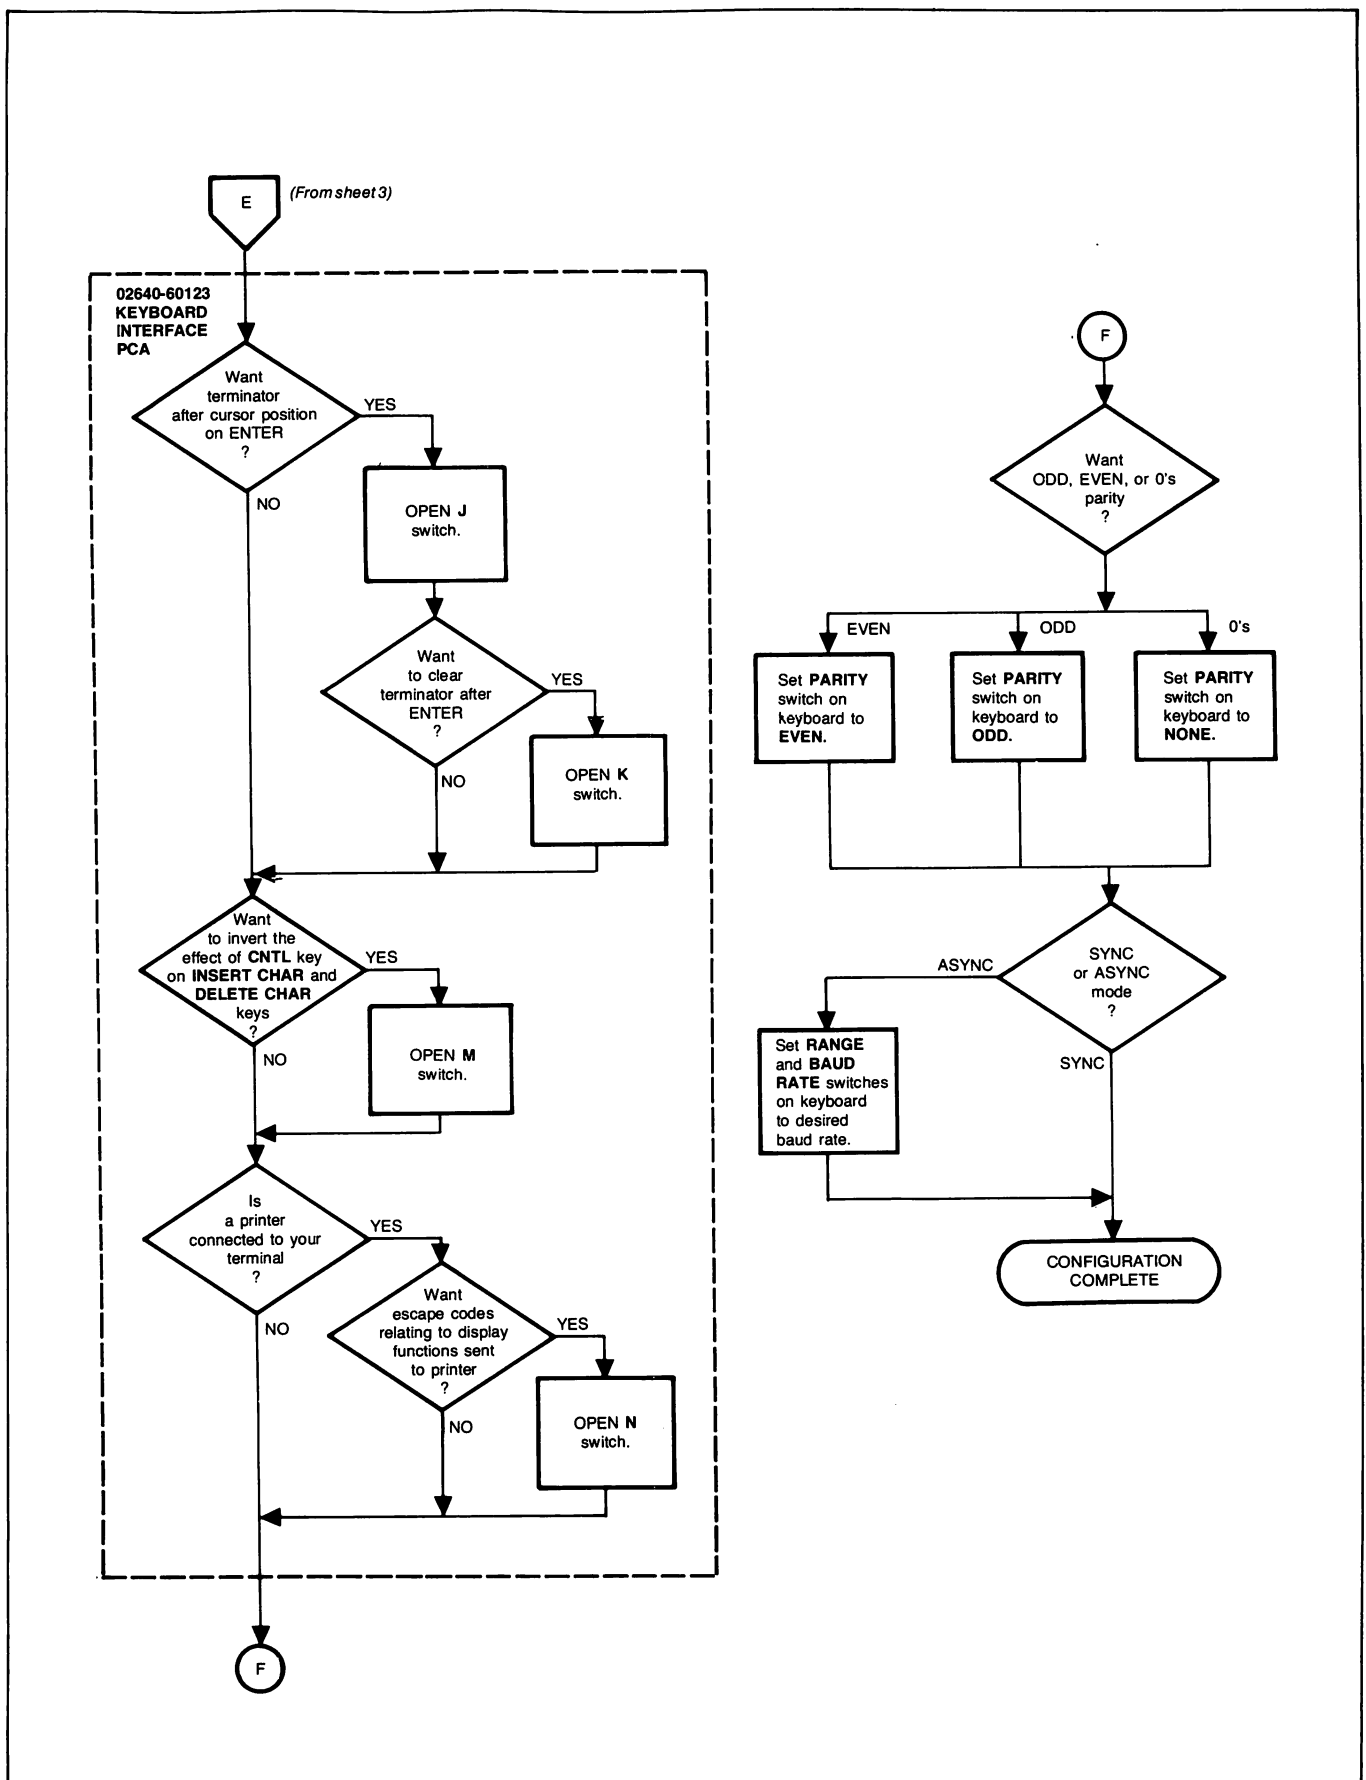 E
(From sheet 3)
02640-60123
KEYBOARD
INTERFACE
PCA
Want
terminator
after cursor position
on ENTER
?
YES
NO
OPEN J
switch.
Want
to clear
terminator after
ENTER
?
YES
NO
OPEN K
switch.
Want
to invert the
effect of CNTL key
on INSERT CHAR and
DELETE CHAR
keys
?
YES
NO
OPEN M
switch.
Is
a printer
connected to your
terminal
?
YES
NO
Want
escape codes
relating to display
functions sent
to printer
?
YES
NO
OPEN N
switch.
F
F
Want
ODD, EVEN, or 0's
parity
?
EVEN
ODD
0's
Set PARITY
switch on
keyboard to
EVEN.
Set PARITY
switch on
keyboard to
ODD.
Set PARITY
switch on
keyboard to
NONE.
SYNC
or ASYNC
mode
?
ASYNC
SYNC
Set RANGE
and BAUD
RATE switches
on keyboard
to desired
baud rate.
CONFIGURATION
COMPLETE